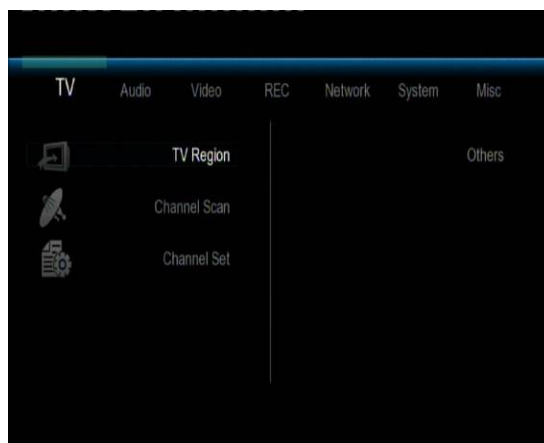 TV Audio Video REC Network System Misc
TV Region Others
Channel Scan
Channel Set